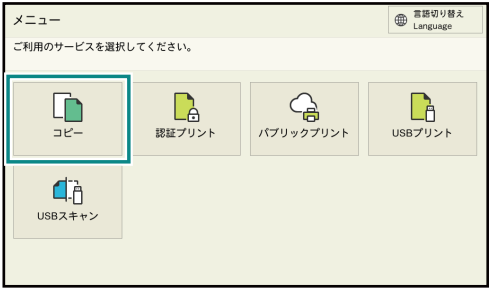 メニュー
言語切り替え
Language
ご利用のサービスを選択してください。
コピー
認証プリント
パブリックプリント
USBプリント
USBスキャン